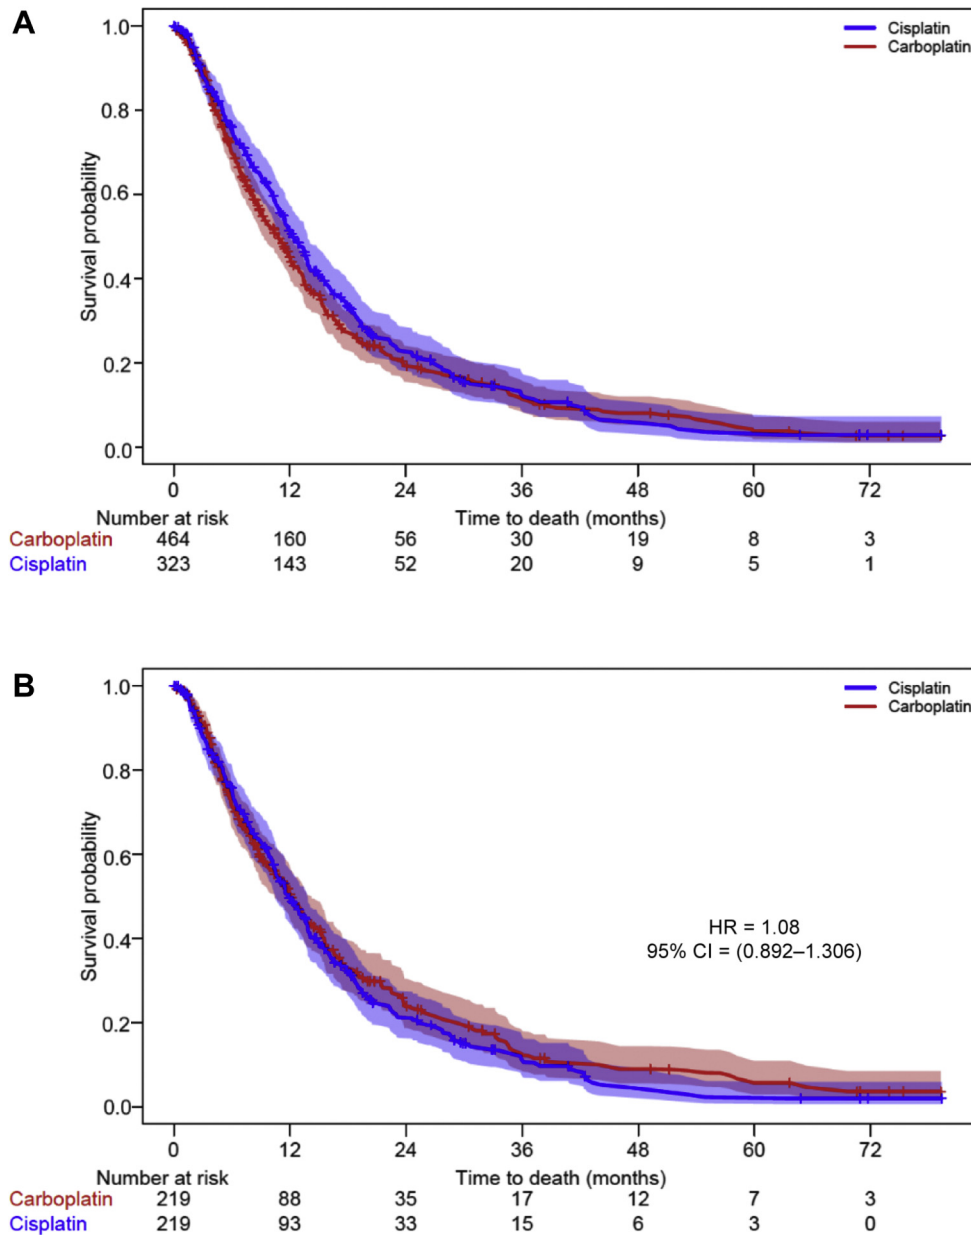 A
Cisplatin
Carboplatin
1.0
0.8
0.6
0.4
0.2
0.0
Survival probability
0 12 24 36 48 60 72
Number at risk Time to death (months)
Carboplatin 464 160 56 30 19 8 3
Cisplatin 323 143 52 20 9 5 1
B
Cisplatin
Carboplatin
1.0
0.8
0.6
0.4
0.2
0.0
Survival probability
HR = 1.08
95% CI = (0.892–1.306)
0 12 24 36 48 60 72
Number at risk Time to death (months)
Carboplatin 219 88 35 17 12 7 3
Cisplatin 219 93 33 15 6 3 0